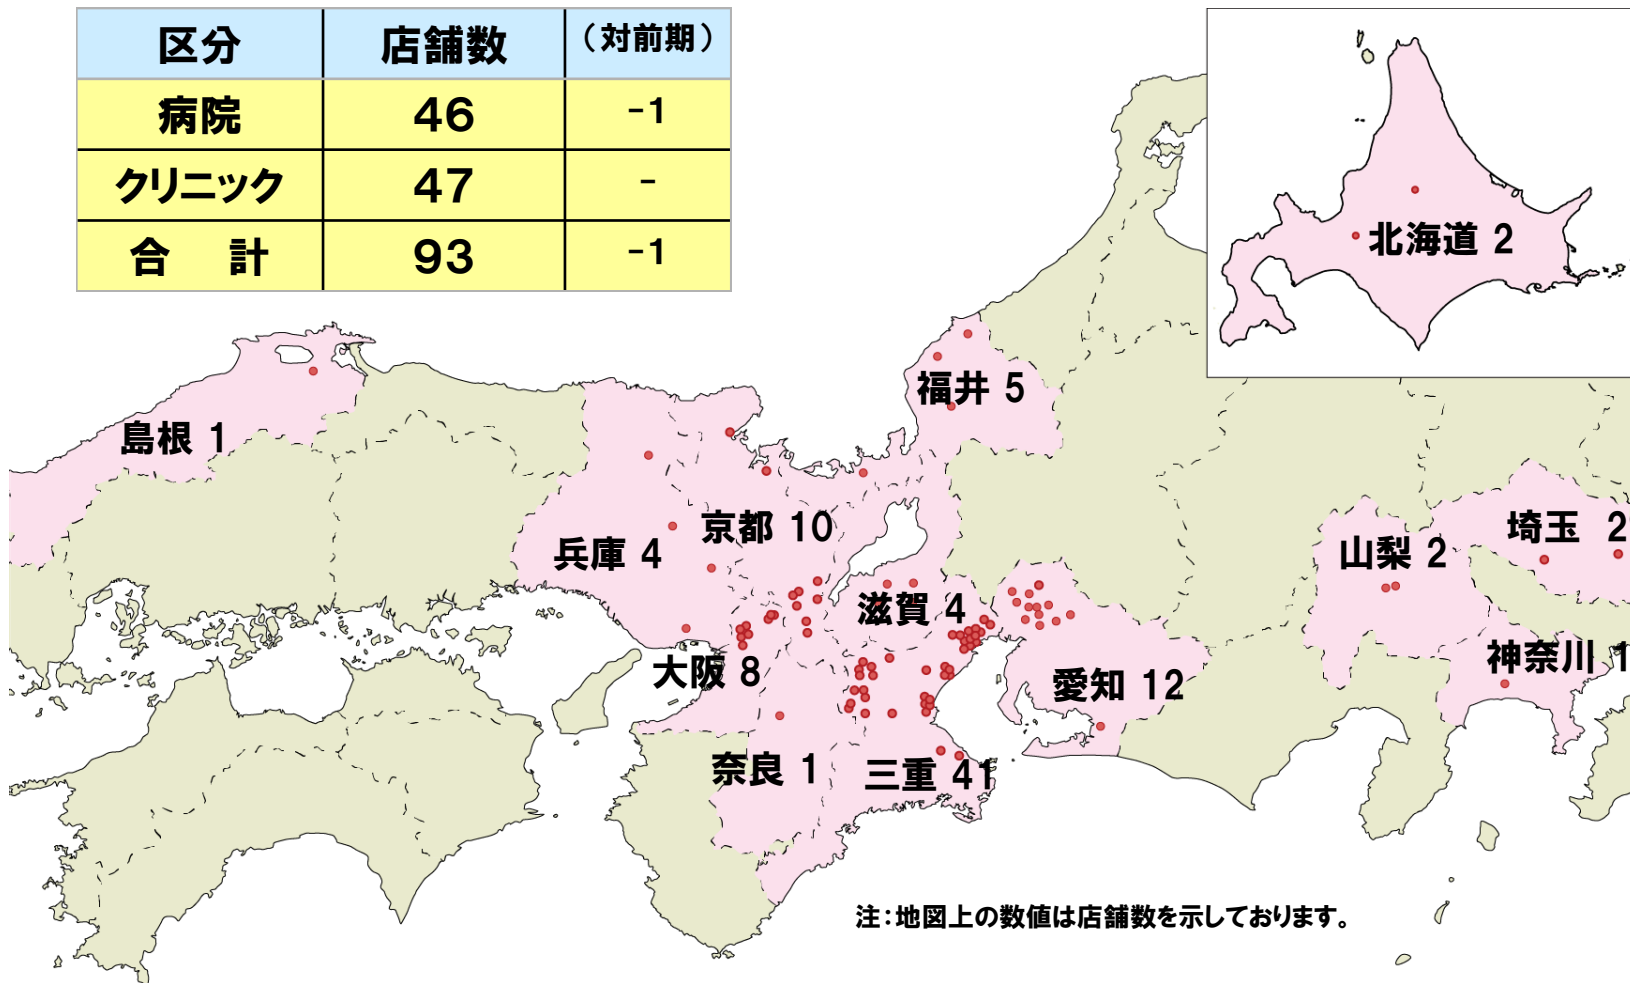 区分 店舗数 （対前期）
病院 46 -1
クリニック 47 -
合　計 93 -1
北海道 2
福井 5
島根 1
京都 10
兵庫 4
埼玉 2
山梨 2
滋賀 4
神奈川 1
大阪 8
愛知 12
奈良 1
三重 41
注：地図上の数値は店舗数を示しております。